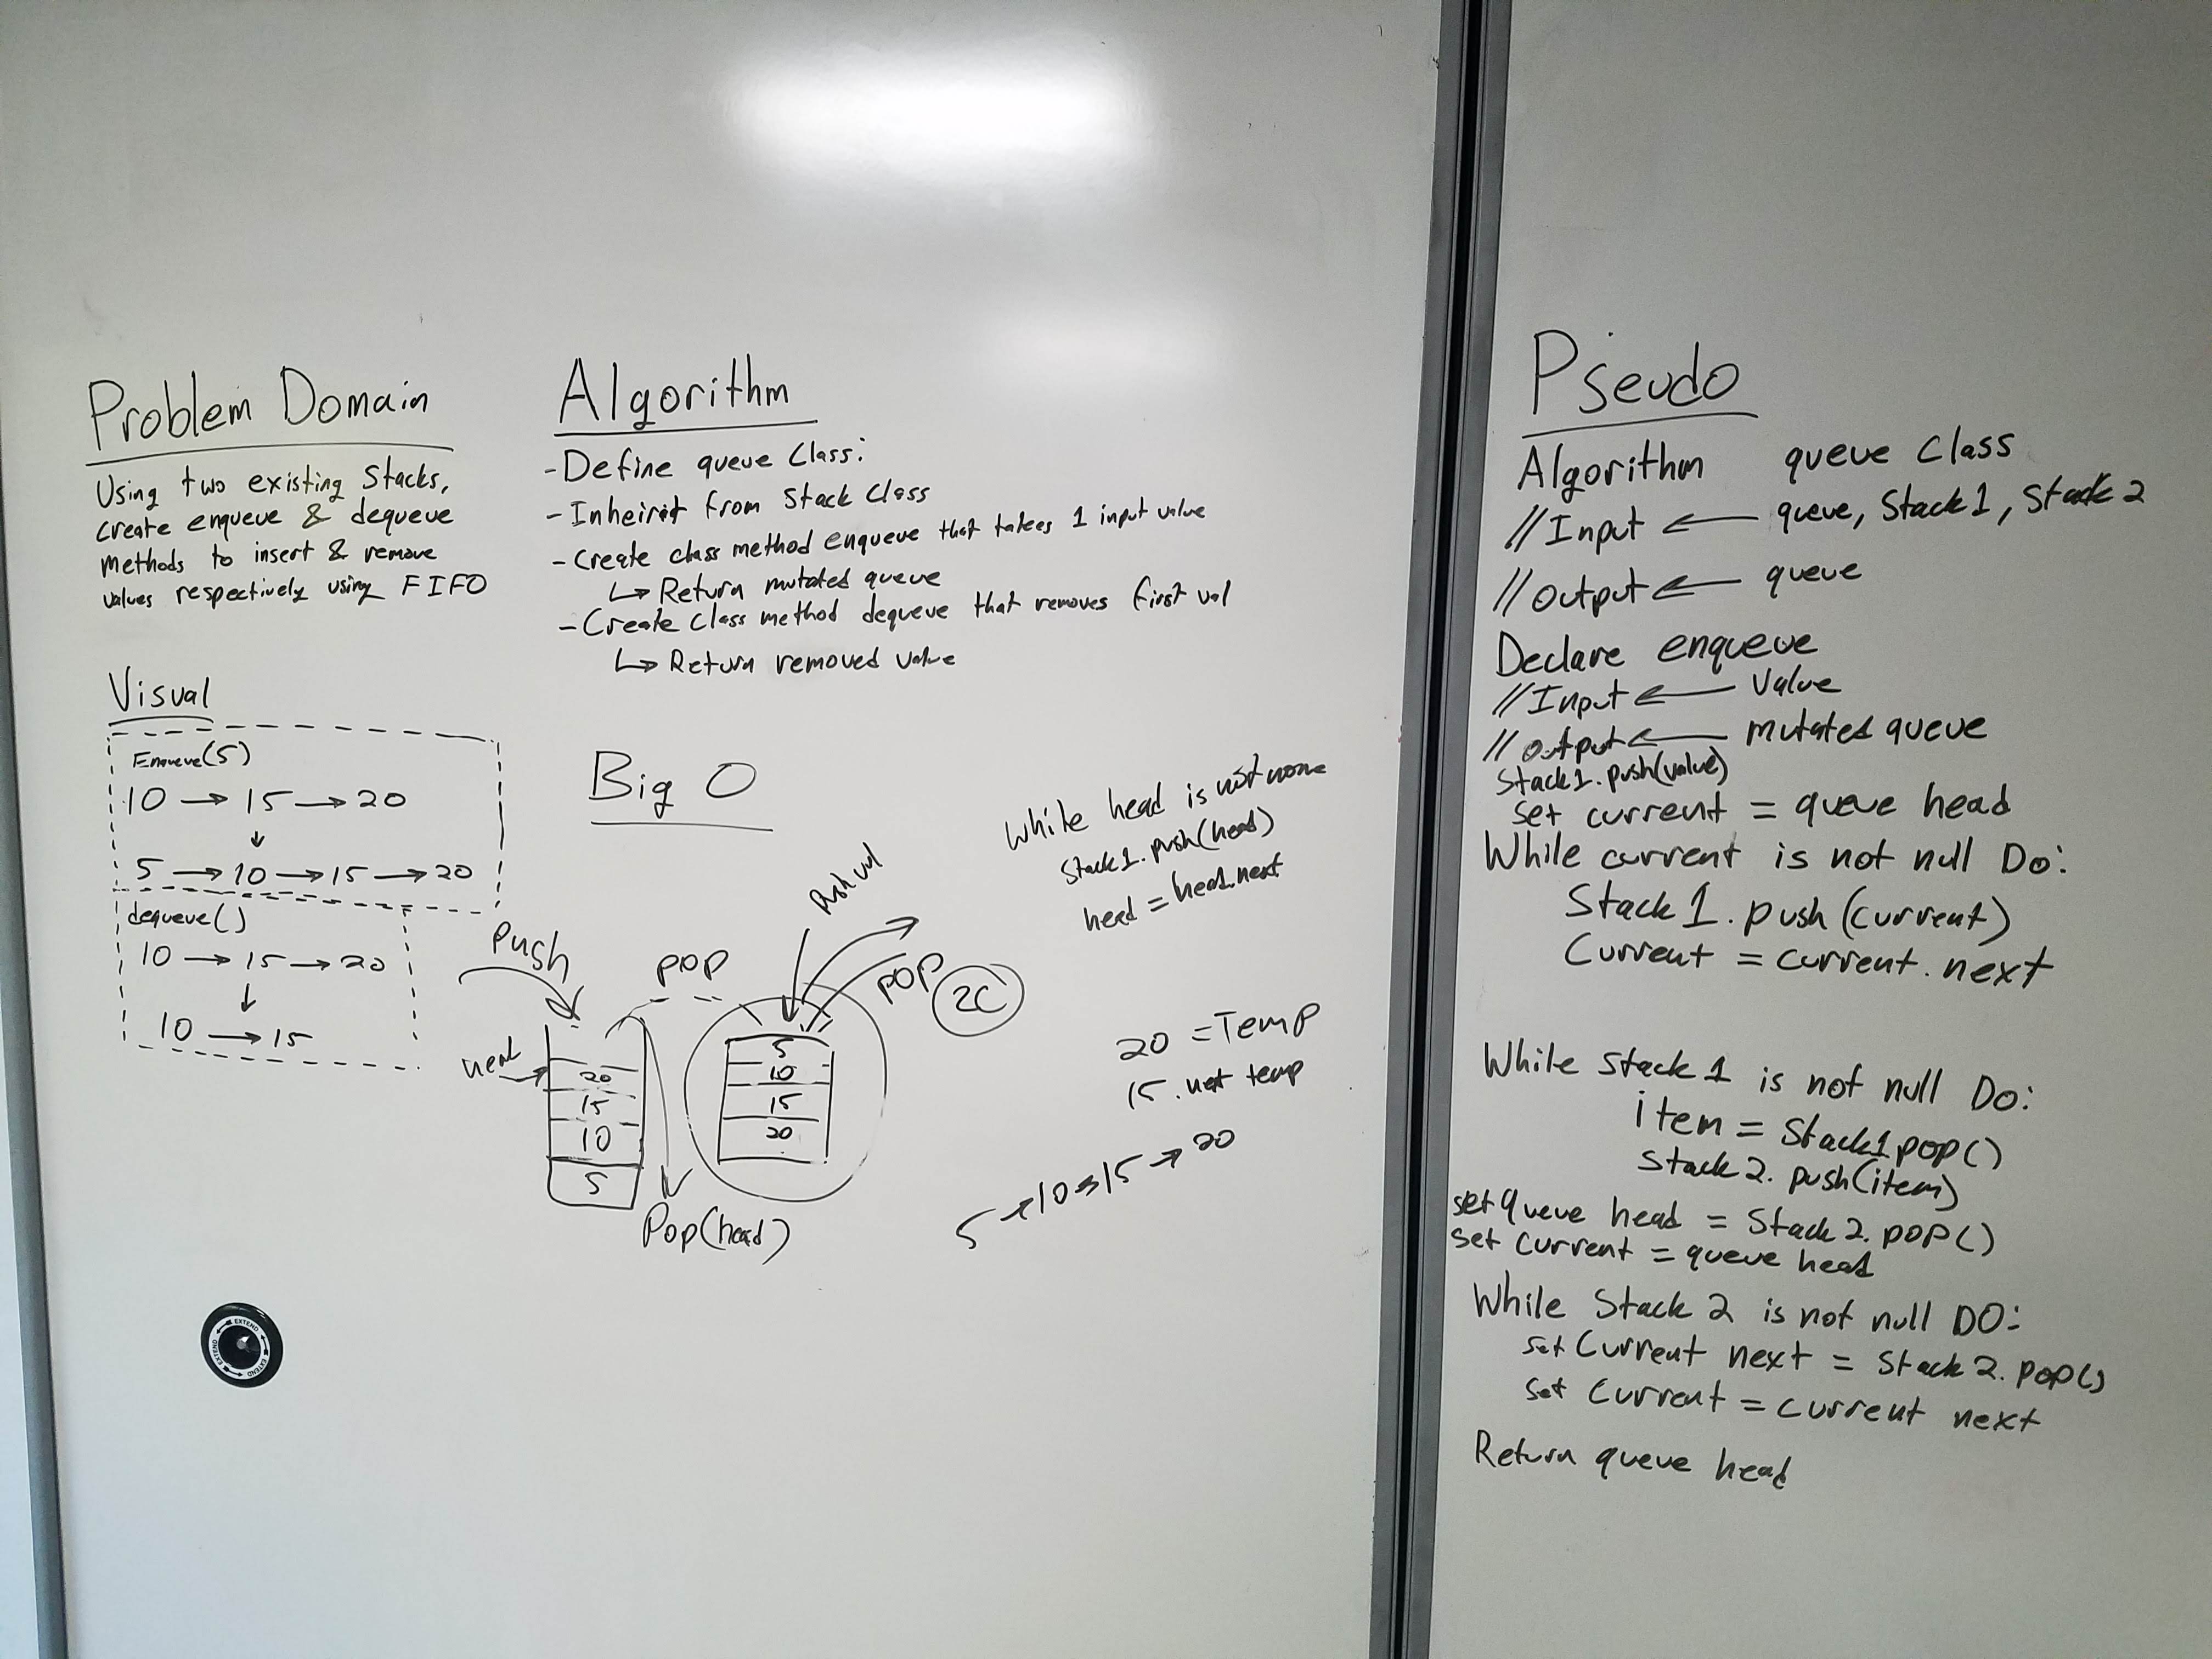 Problem Domain
Using two existing Stacks,
create enqueue & dequeue
methods to insert & remove
values respectively using FIFO
Visual
Enqueue(5)
10 → 15 → 20
↓
5 → 10 → 15 → 20
dequeue()
10 → 15 → 20
↓
10 → 15
Algorithm
- Define queue Class:
- Inheirit from Stack Class
- Create class method enqueue that takes 1 input value
↳ Return mutated queue
- Create class method dequeue that removes first val
↳ Return removed value
Big O
While head is not none
Stack1.push(head)
head = head.next
Push val
Push
pop
pop
20
head
20
15
10
5
5
10
15
20
Pop(head)
20 = Temp
15. next temp
5 → 10 → 15 → 20
EXTEND
EXTEND
EXTEND
EXTEND
Pseudo
Algorithm queue Class
// Input ← queue, Stack1, Stack2
// Output ← queue
Declare enqueue
// Input ← Value
// Output ← mutated queue
Stack1.push(value)
set current = queue head
While current is not null Do:
Stack1.push(current)
Current = current.next
While stack1 is not null Do:
item = Stack1.pop()
Stack2.push(item)
set queue head = Stack2.pop()
set current = queue head
While Stack2 is not null DO:
set Current next = Stack2.pop()
set Current = current next
Return queue head